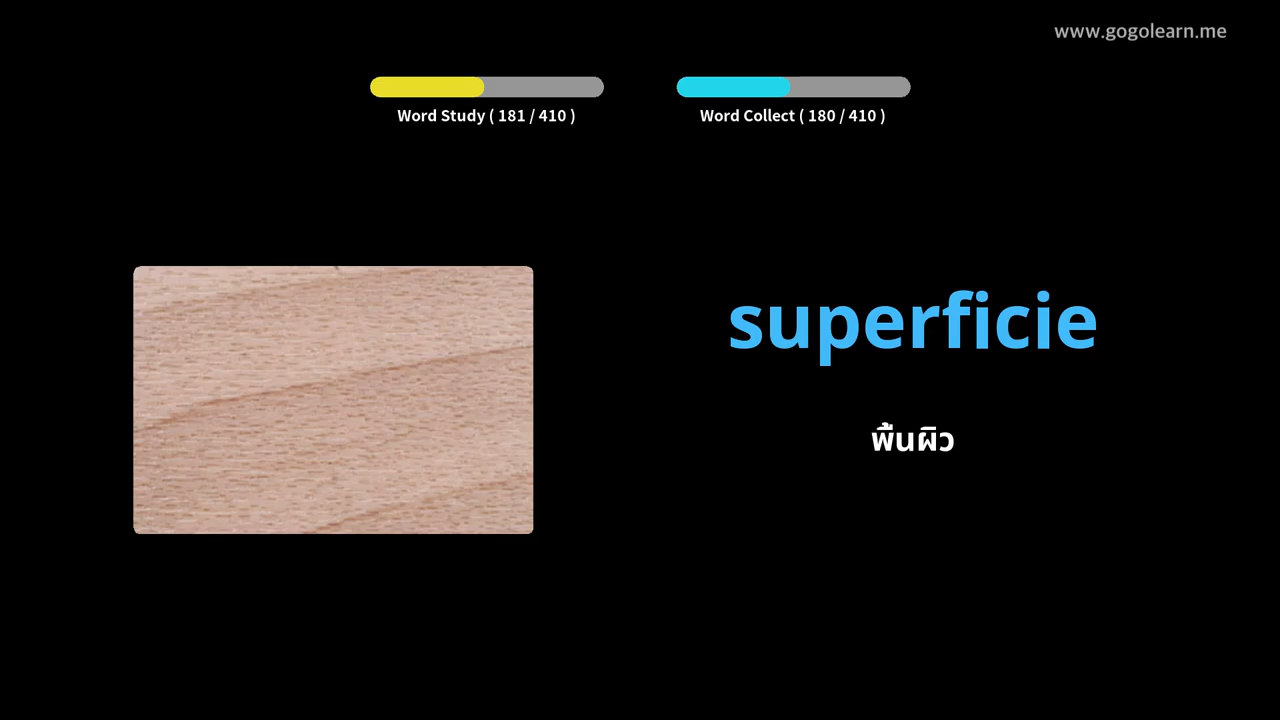 www.gogolearn.me
Word Study ( 181 / 410 )
Word Collect ( 180 / 410 )
superficie
พื้นผิว